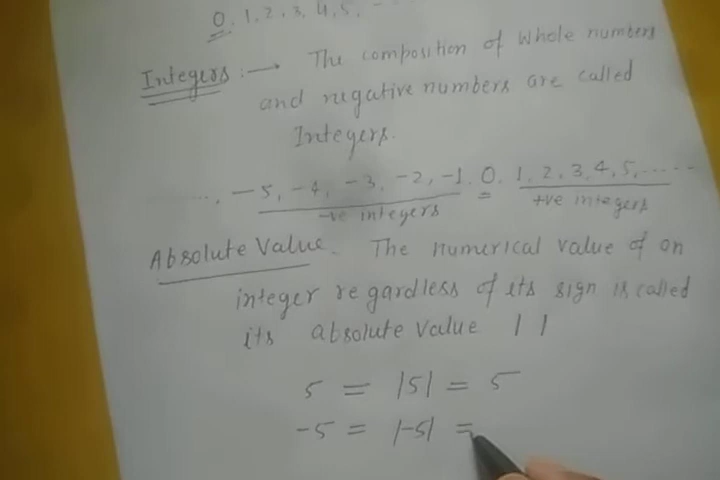 0, 1, 2, 3, 4, 5, - -
Integers :— The composition of whole numbers
and negative numbers are called
Integers.
..., -5, -4, -3, -2, -1, 0, 1, 2, 3, 4, 5, ......
-ve integers +ve integers
Absolute Value. The numerical value of on
integer regardless of its sign is called
its absolute value | |
5 = |5| = 5
-5 = |-5| =